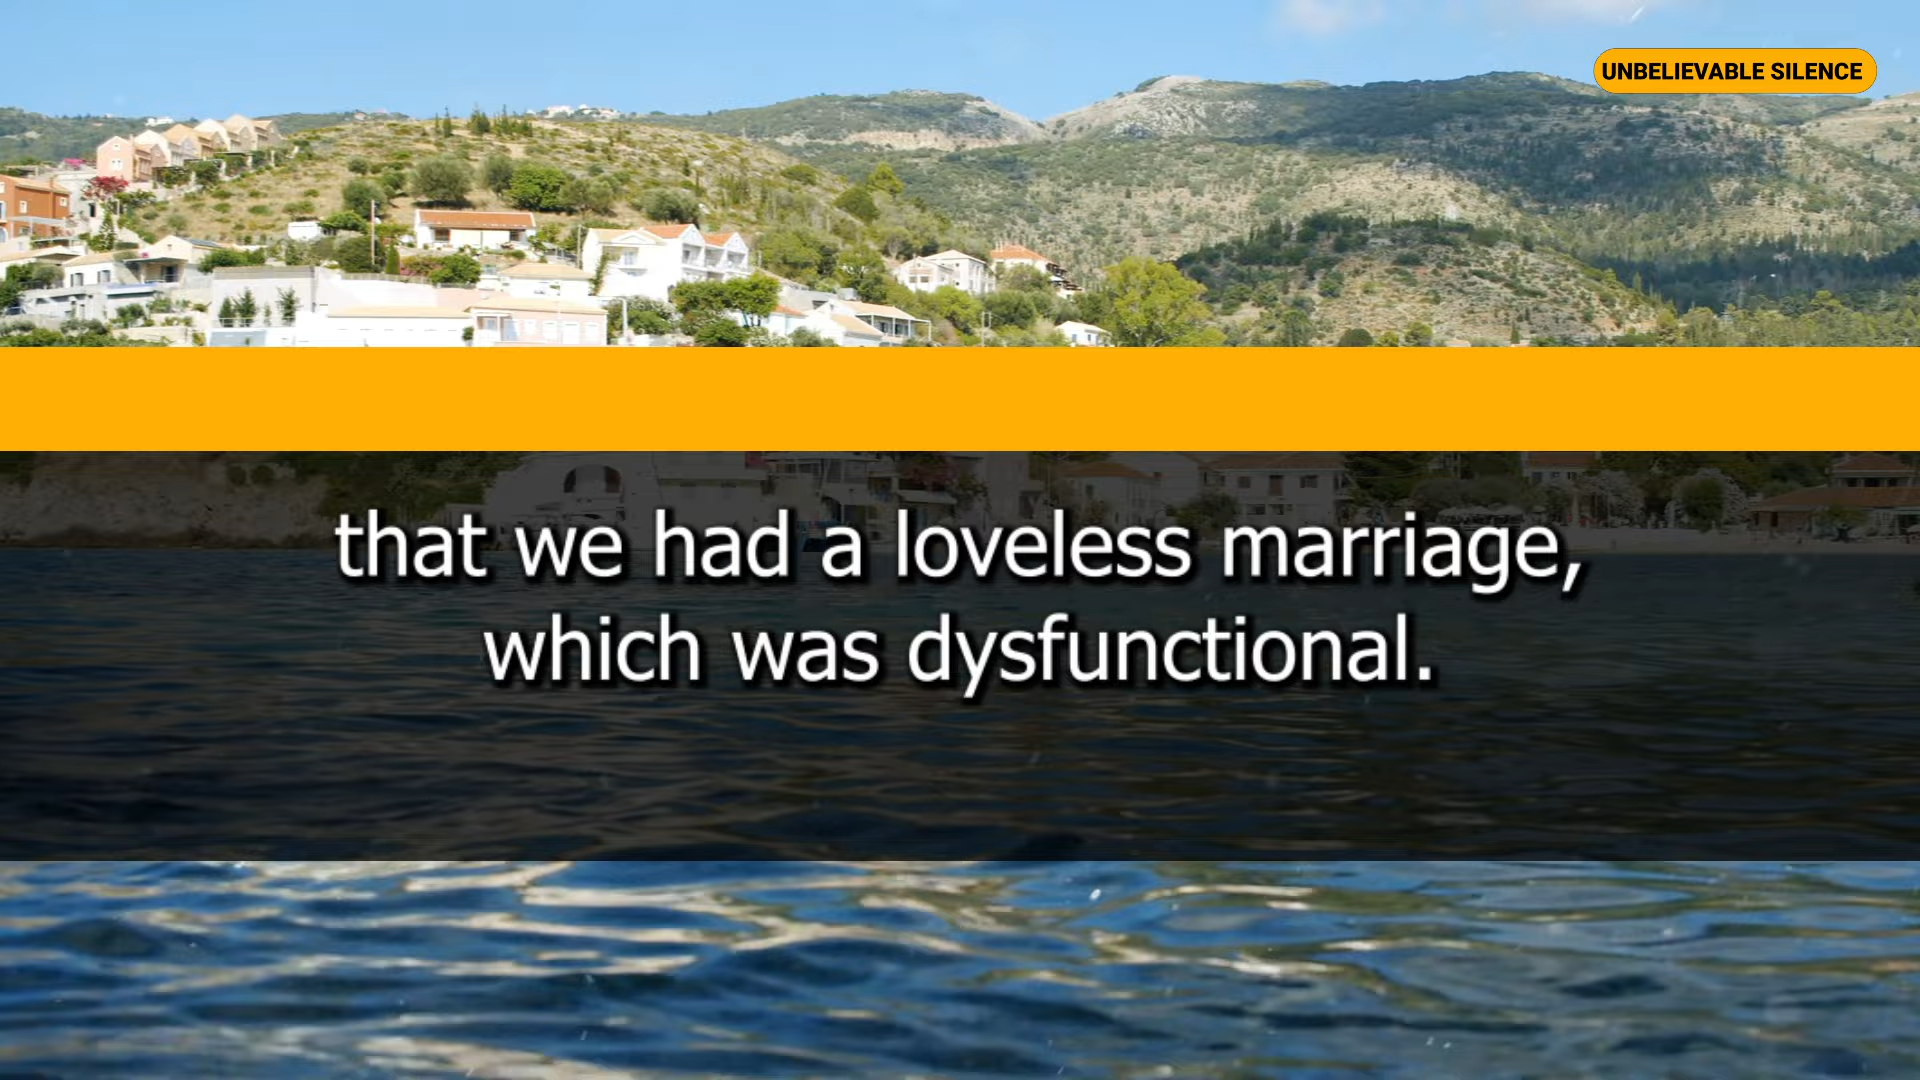 UNBELIEVABLE SILENCE
that we had a loveless marriage,
which was dysfunctional.